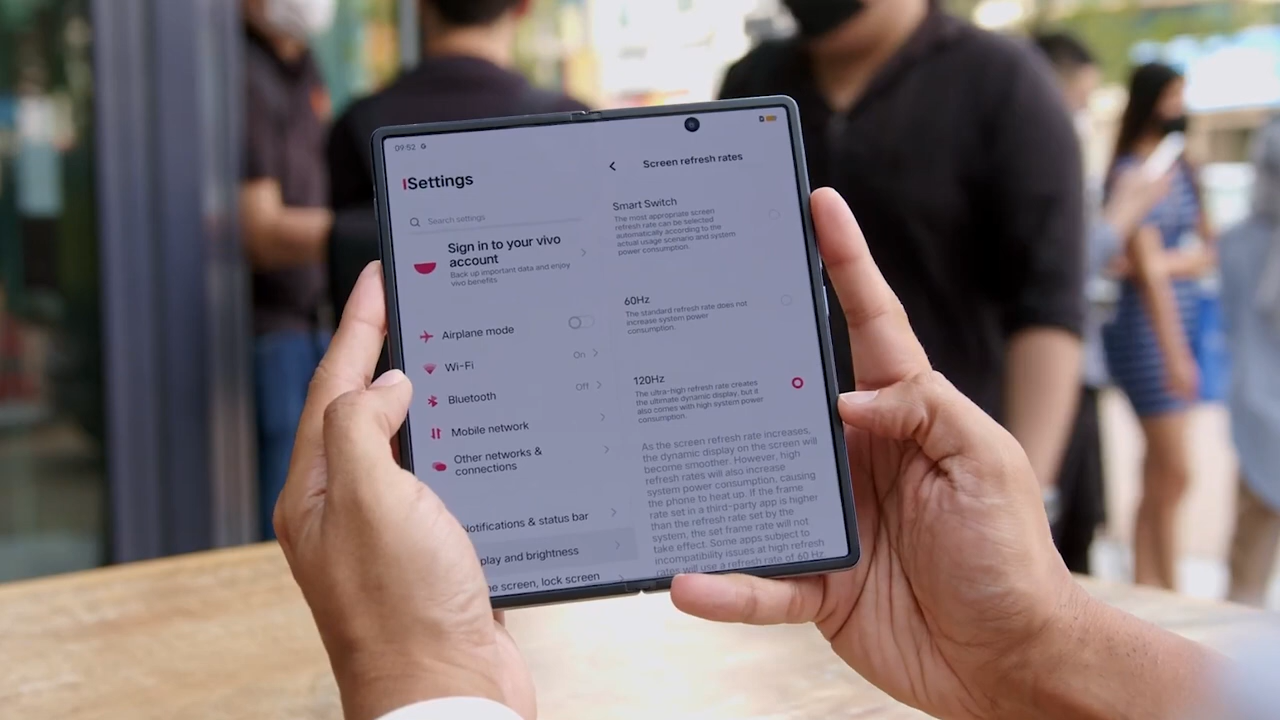 09:52
Settings
Search settings
Sign in to your vivo
account
Back up important data and enjoy
vivo benefits
Airplane mode
Wi-Fi
On
Bluetooth
Off
Mobile network
Other networks &
connections
Notifications & status bar
play and brightness
e screen, lock screen
Screen refresh rates
Smart Switch
The most appropriate screen
refresh rate can be selected
automatically according to the
actual usage scenario and system
power consumption.
60Hz
The standard refresh rate does not
increase system power
consumption.
120Hz
The ultra-high refresh rate creates
the ultimate dynamic display, but it
also comes with high system power
consumption.
As the screen refresh rate increases,
the dynamic display on the screen will
become smoother. However, high
refresh rates will also increase
system power consumption, causing
the phone to heat up. If the frame
rate set in a third-party app is higher
than the refresh rate set by the
system, the set frame rate will not
take effect. Some apps subject to
incompatibility issues at high refresh
rates will use a refresh rate of 60 Hz